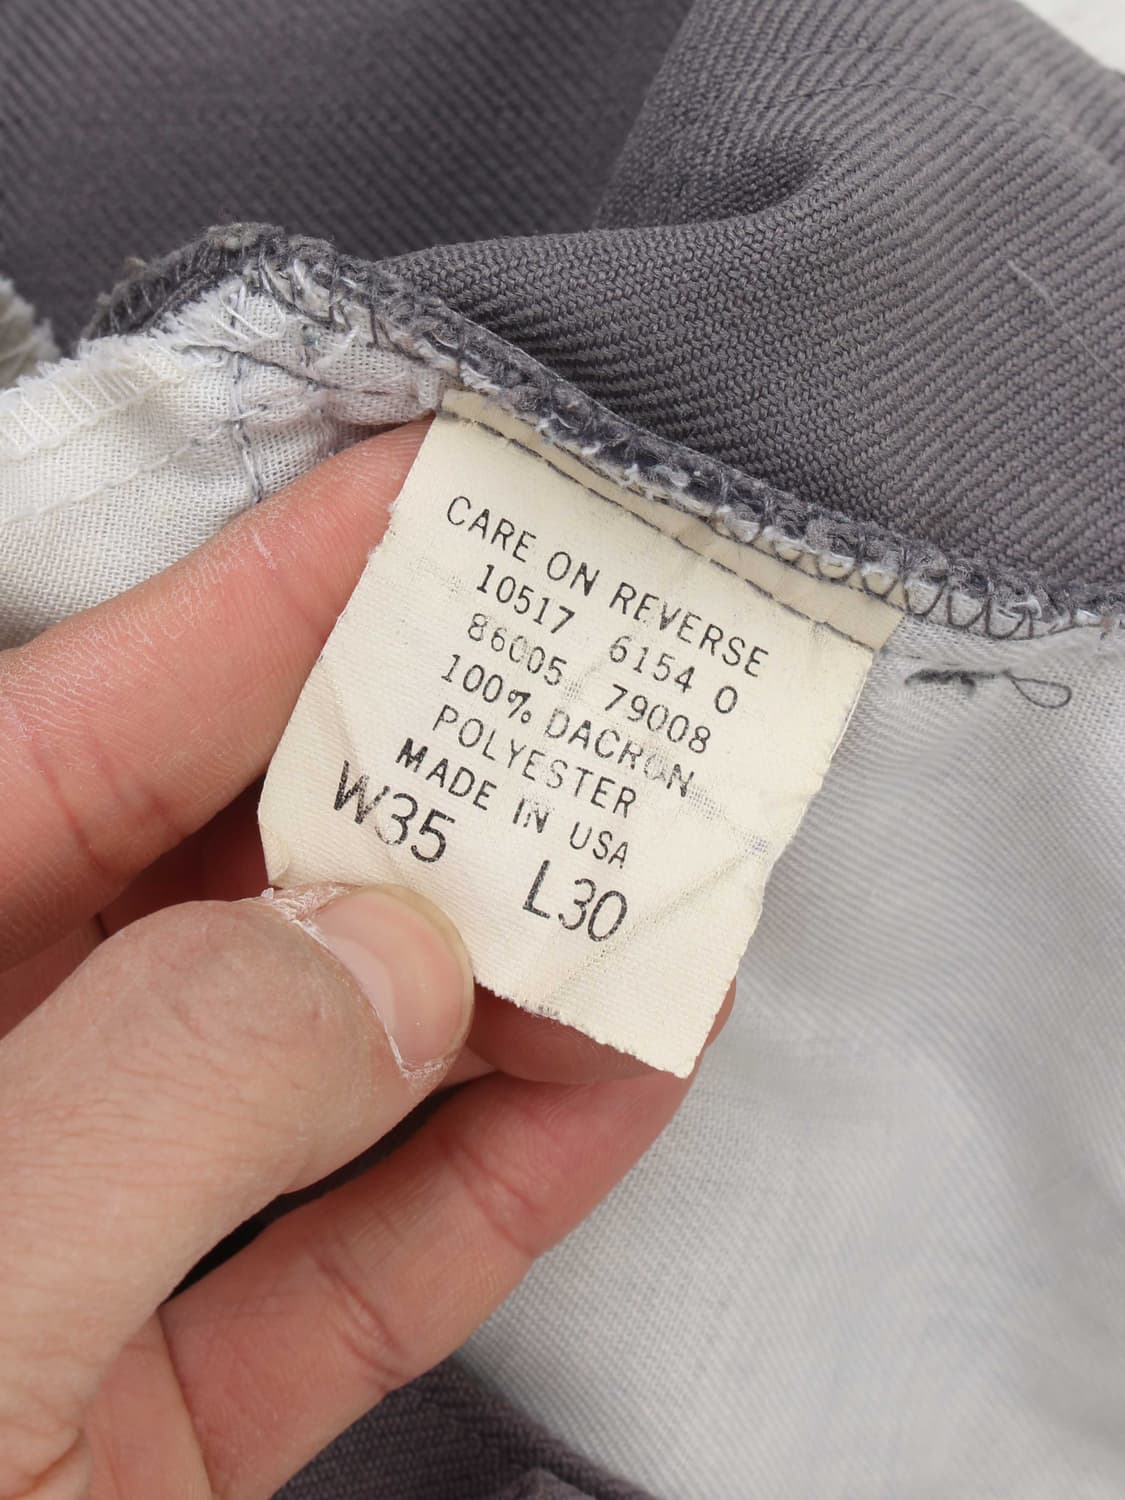 CARE ON REVERSE
10517 6154 0
86005 79008
100% DACRON
POLYESTER
MADE IN USA
W35 L30